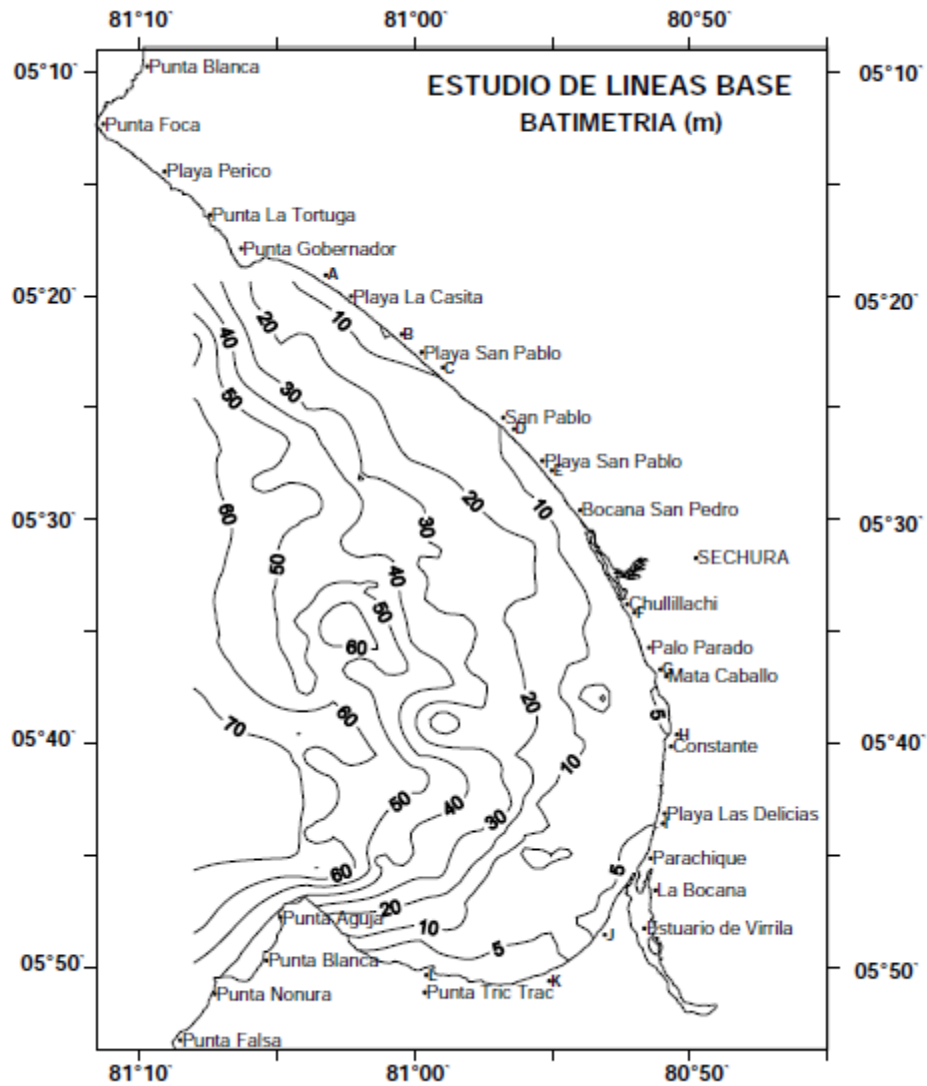 81°10'
81°00'
80°50'
05°10'
Punta Blanca
ESTUDIO DE LINEAS BASE
05°10'
BATIMETRIA (m)
Punta Foca
Playa Perico
Punta La Tortuga
Punta Gobernador
A
05°20'
Playa La Casita
05°20'
20
10
40
B
Playa San Pablo
C
50
30
San Pablo
D
Playa San Pablo
E
20
10
Bocana San Pedro
60
30
05°30'
05°30'
SECHURA
50
40
Chullillachi
F
50
60
Palo Parado
G
Mata Caballo
20
60
5
70
H
05°40'
Constante
05°40'
10
50
40
30
Playa Las Delicias
I
Parachique
60
5
La Bocana
20
Punta Aguja
10
Estuario de Virrila
J
5
Punta Blanca
05°50'
L
K
05°50'
Punta Nonura
Punta Tric Trac
Punta Falsa
81°10'
81°00'
80°50'